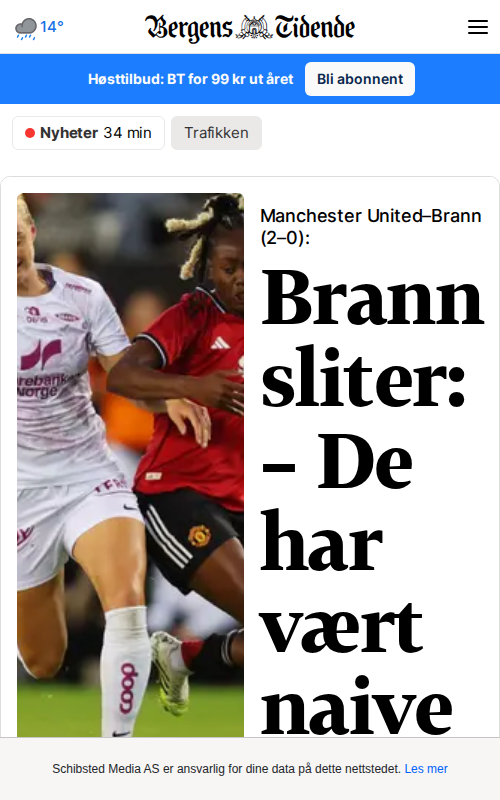 14°
Bergens Tidende
Høsttilbud: BT for 99 kr ut året
Bli abonnent
Nyheter 34 min
Trafikken
Manchester United–Brann
(2–0):
Brann
sliter:
– De
har
vært
naive
coop
Schibsted Media AS er ansvarlig for dine data på dette nettstedet. Les mer